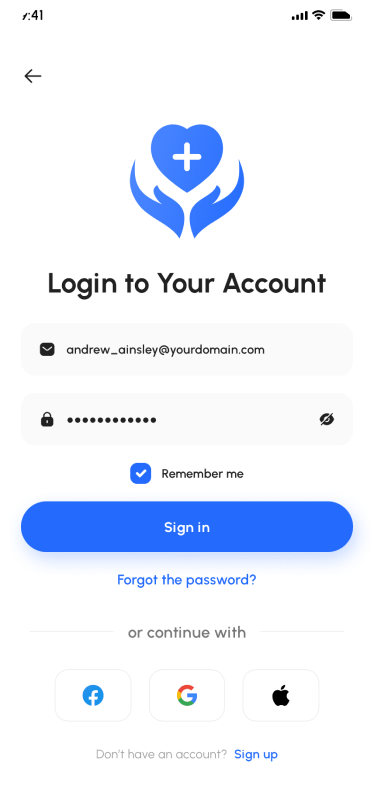 :41
Login to Your Account
andrew_ainsley@yourdomain.com
●●●●●●●●●●●●
Remember me
Sign in
Forgot the password?
or continue with
Don't have an account? Sign up